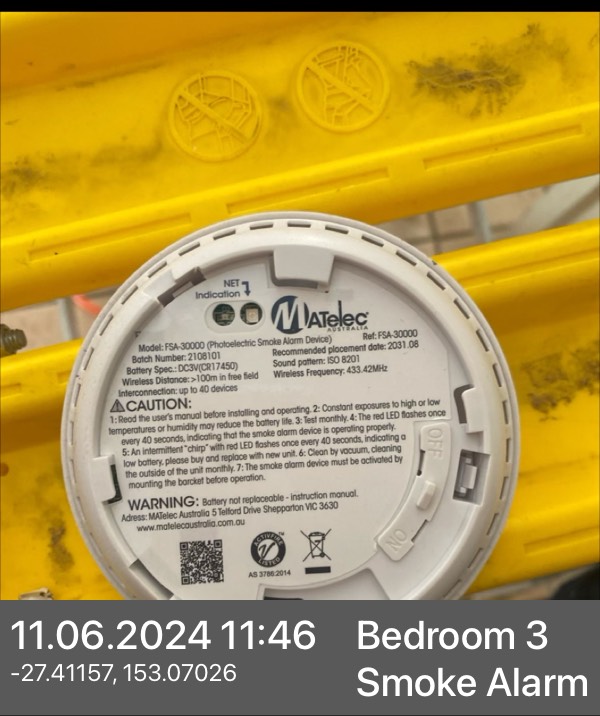 NET
Indication
MATelec
AUSTRALIA
Model: FSA-30000 (Photoelectric Smoke Alarm Device)
Ref: FSA-30000
Batch Number: 2108101
Recommended placement date: 2031.08
Battery Spec.: DC3V(CR17450)
Sound pattern: ISO 8201
Wireless Distance: >100m in free field
Wireless Frequency: 433.42MHz
Interconnection: up to 40 devices
CAUTION:
1: Read the user's manual before installing and operating. 2: Constant exposures to high or low
temperatures or humidity may reduce the battery life. 3: Test monthly. 4: The red LED flashes once
every 40 seconds, indicating that the smoke alarm device is operating properly.
5: An intermittent "chirp" with red LED flashes once every 40 seconds, indicating a
low battery, please buy and replace with new unit. 6: Clean by vacuum, cleaning
the outside of unit monthly. 7: The smoke alarm device must be activated by
mounting the bracket before operation.
OFF
ON
WARNING: Battery not replaceable - instruction manual.
Adress: MATelec Australia 5 Telford Drive Shepparton VIC 3630
www.matelecaustralia.com.au
ACTIVFIRE
LISTED
AS 3786:2014
11.06.2024 11:46
-27.41157, 153.07026
Bedroom 3
Smoke Alarm